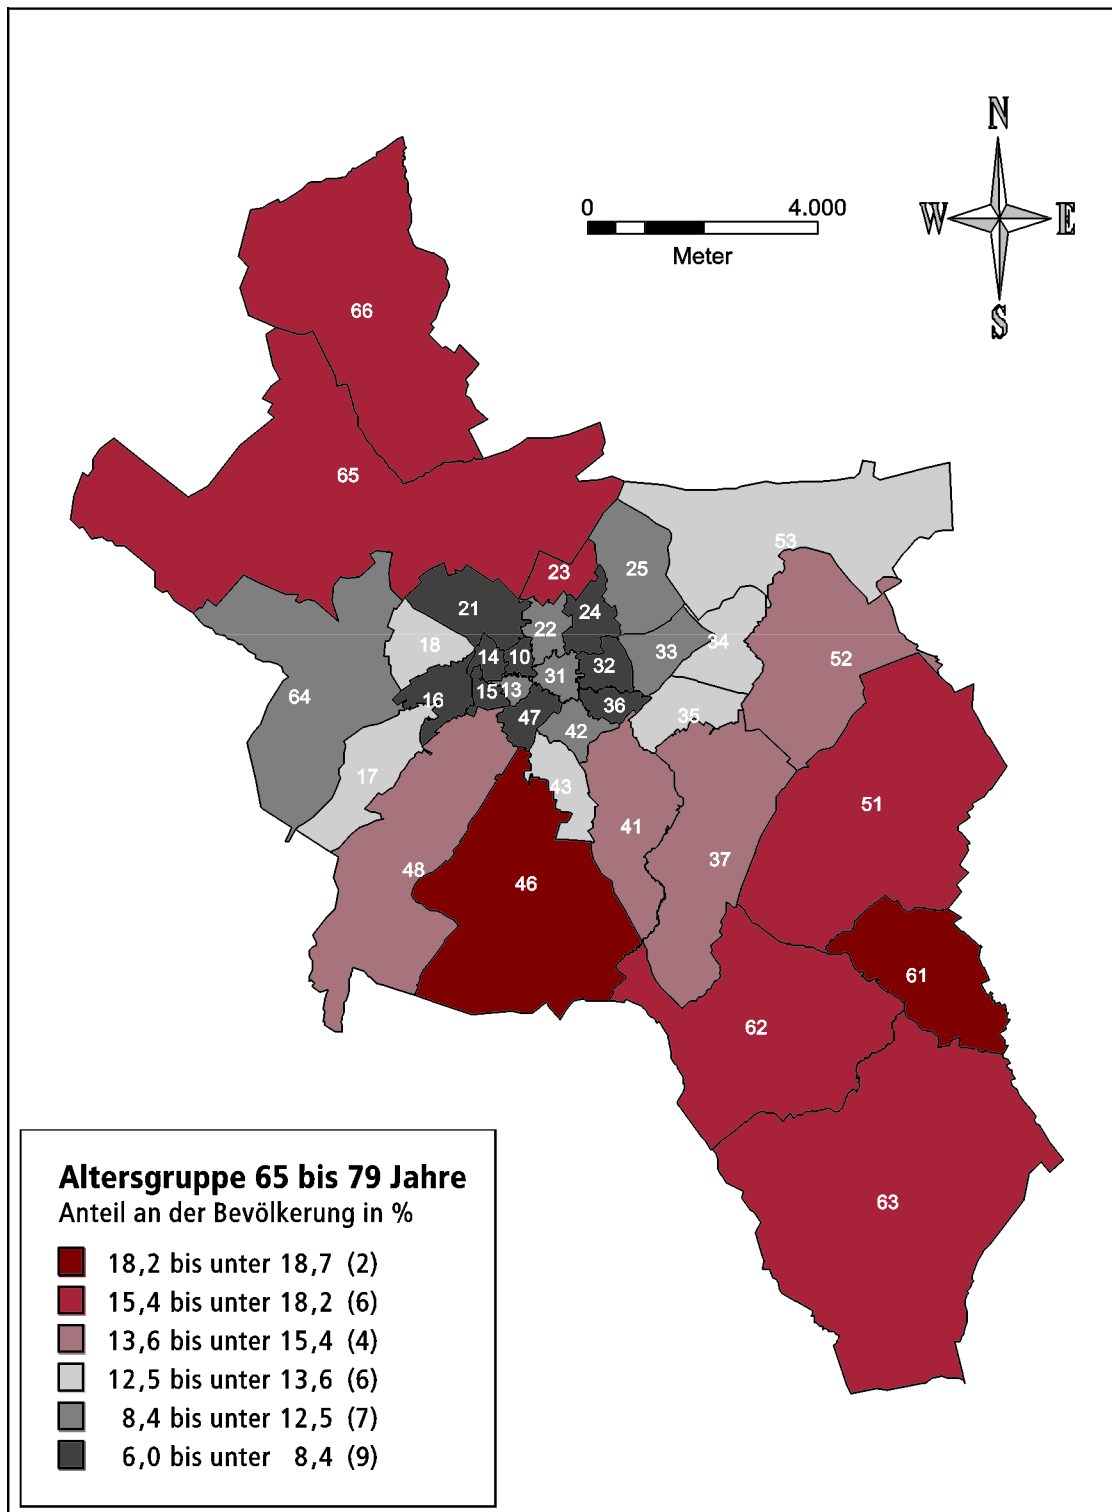 N
0 4.000
W E
Meter
S
66
65
53
23 25
21 24
22
18 34
14 10 33 52
32
31
64 15 13
16 36
47 35
42
17 43
51
41
37
48
46
61
62
63
Altersgruppe 65 bis 79 Jahre
Anteil an der Bevölkerung in %
18,2 bis unter 18,7 (2)
15,4 bis unter 18,2 (6)
13,6 bis unter 15,4 (4)
12,5 bis unter 13,6 (6)
8,4 bis unter 12,5 (7)
6,0 bis unter 8,4 (9)